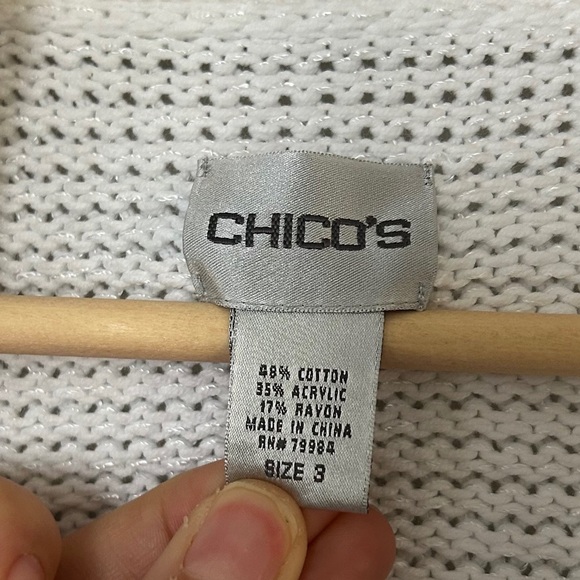 CHICO'S
48% COTTON
35% ACRYLIC
17% RAYON
MADE IN CHINA
RN# 79984
SIZE 3